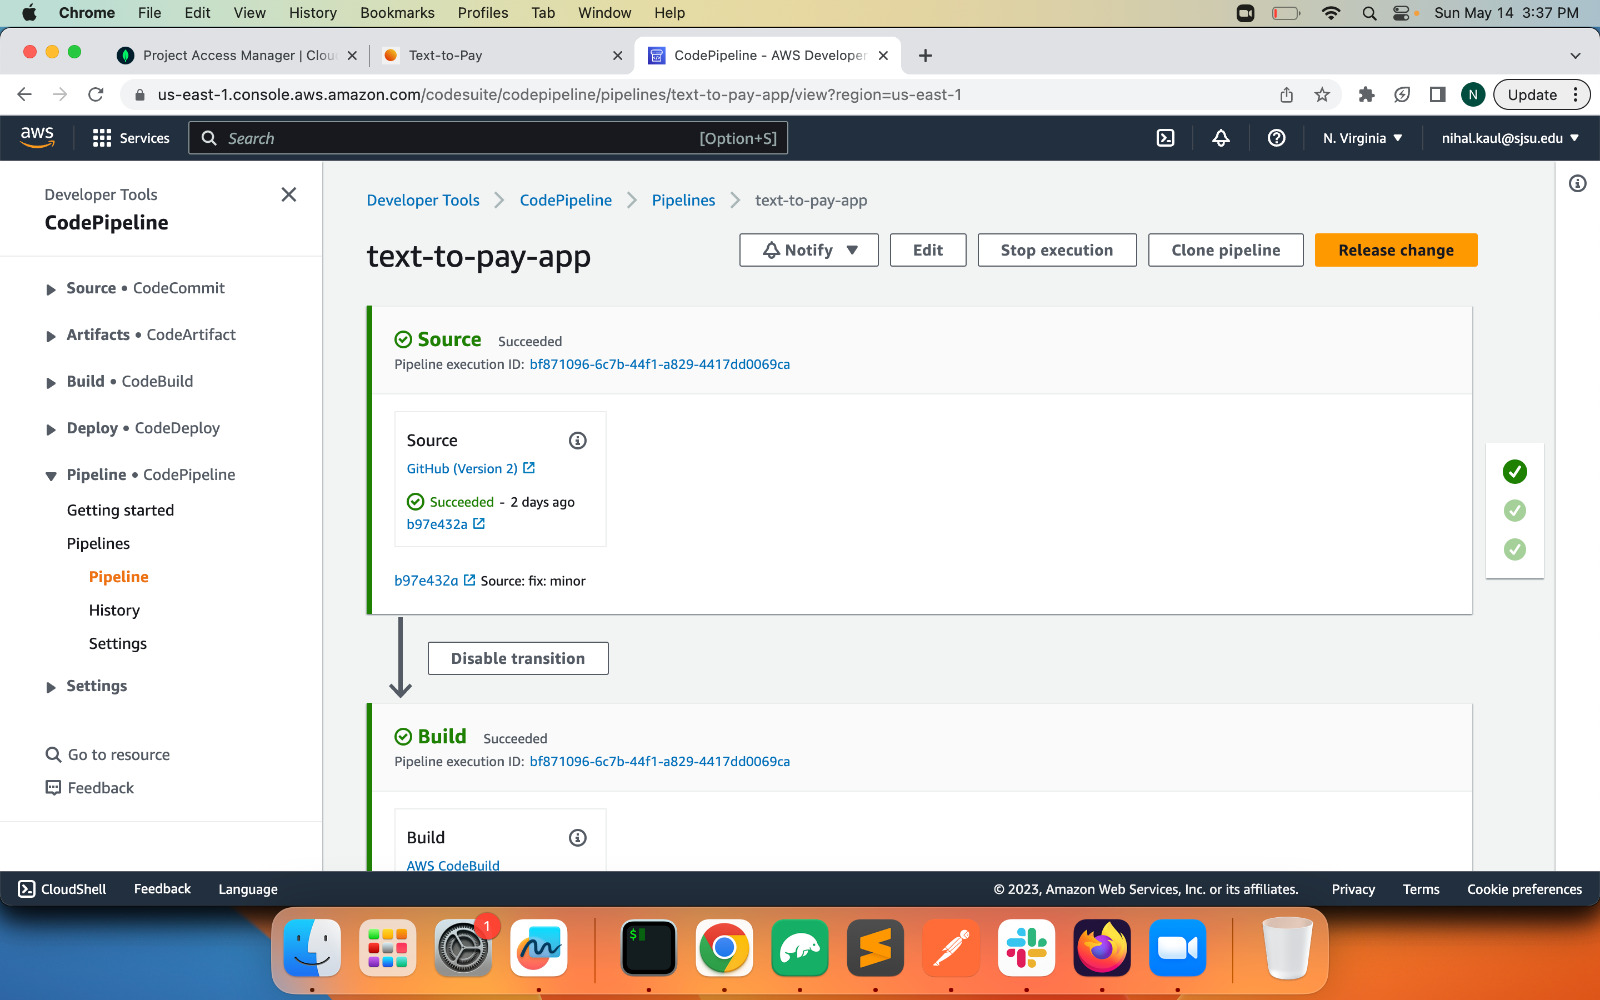 Chrome File Edit View History Bookmarks Profiles Tab Window Help Sun May 14 3:37 PM
Project Access Manager | Clou Text-to-Pay CodePipeline - AWS Developer
us-east-1.console.aws.amazon.com/codesuite/codepipeline/pipelines/text-to-pay-app/view?region=us-east-1 N Update
aws Services Search [Option+S] N. Virginia nihal.kaul@sjsu.edu
Developer Tools
CodePipeline
Source • CodeCommit
Artifacts • CodeArtifact
Build • CodeBuild
Deploy • CodeDeploy
Pipeline • CodePipeline
Getting started
Pipelines
Pipeline
History
Settings
Settings
Go to resource
Feedback
Developer Tools CodePipeline Pipelines text-to-pay-app
text-to-pay-app
Notify Edit Stop execution Clone pipeline Release change
Source Succeeded
Pipeline execution ID: bf871096-6c7b-44f1-a829-4417dd0069ca
Source
GitHub (Version 2)
Succeeded - 2 days ago
b97e432a
b97e432a Source: fix: minor
Disable transition
Build Succeeded
Pipeline execution ID: bf871096-6c7b-44f1-a829-4417dd0069ca
Build
AWS CodeBuild
CloudShell Feedback Language © 2023, Amazon Web Services, Inc. or its affiliates. Privacy Terms Cookie preferences
1
$